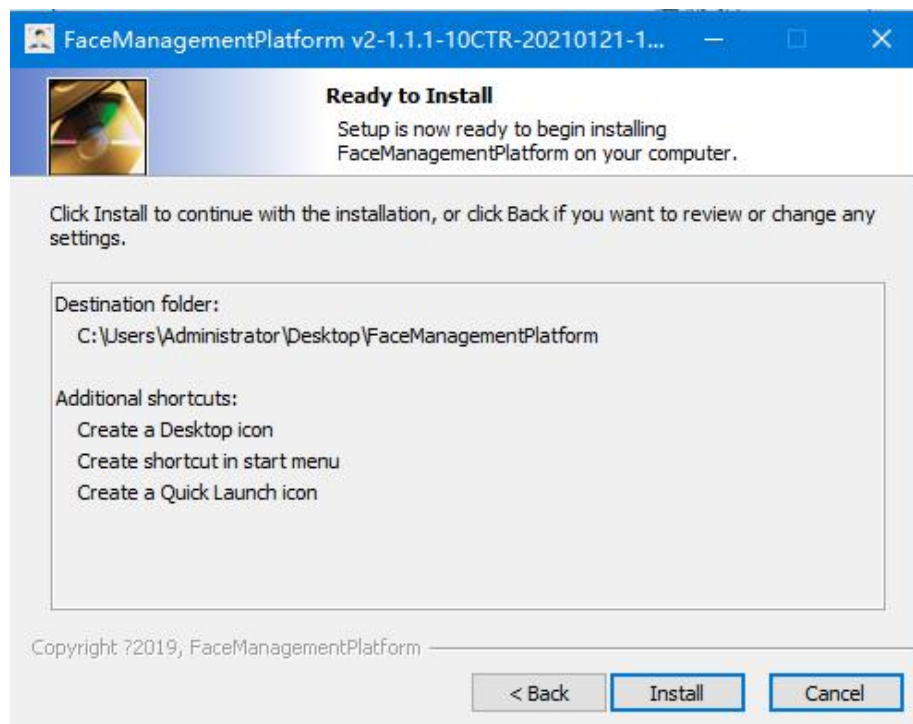 FaceManagementPlatform v2-1.1.1-10CTR-20210121-1...
Ready to Install
Setup is now ready to begin installing
FaceManagementPlatform on your computer.
Click Install to continue with the installation, or click Back if you want to review or change any
settings.
Destination folder:
C:\Users\Administrator\Desktop\FaceManagementPlatform
Additional shortcuts:
Create a Desktop icon
Create shortcut in start menu
Create a Quick Launch icon
Copyright ?2019, FaceManagementPlatform
< Back Install Cancel